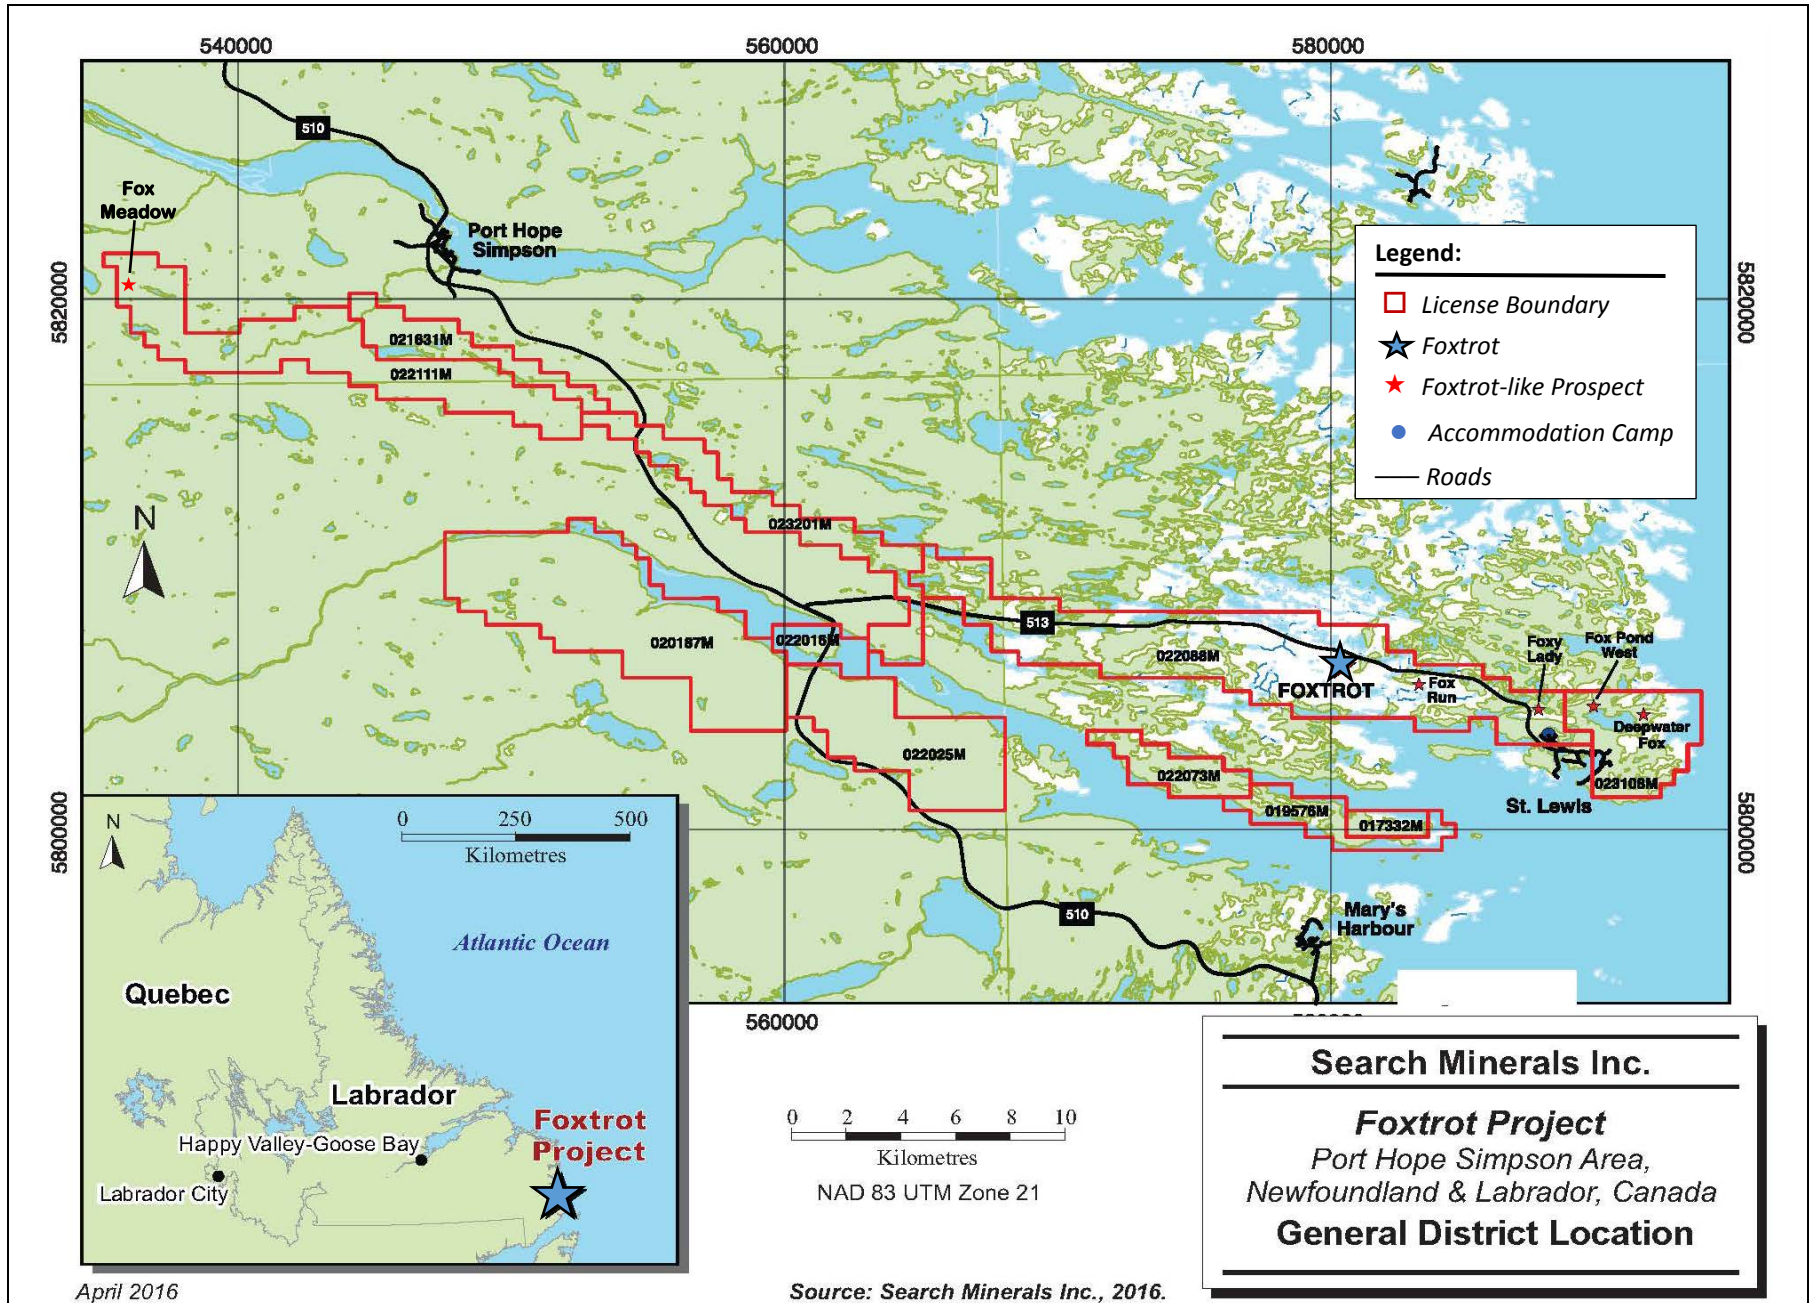 540000
560000
580000
510
Fox
Meadow
Port Hope
Simpson
5820000
5820000
Legend:
License Boundary
Foxtrot
Foxtrot-like Prospect
Accommodation Camp
Roads
021631M
022111M
N
023201M
513
020187M
022016M
022088M
FOXTROT
Fox
Run
Foxy
Lady
Fox Pond
West
Deepwater
Fox
022025M
022073M
019576M
017332M
023108M
St. Lewis
5800000
5800000
510
Mary's
Harbour
N
0 250 500
Kilometres
Atlantic Ocean
Quebec
Labrador
Happy Valley-Goose Bay
Labrador City
Foxtrot
Project
560000
0 2 4 6 8 10
Kilometres
NAD 83 UTM Zone 21
Search Minerals Inc.
Foxtrot Project
Port Hope Simpson Area,
Newfoundland & Labrador, Canada
General District Location
April 2016
Source: Search Minerals Inc., 2016.